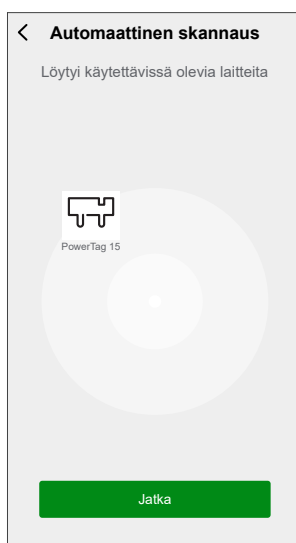 Automaattinen skannaus
Löytyi käytettävissä olevia laitteita
PowerTag 15
Jatka